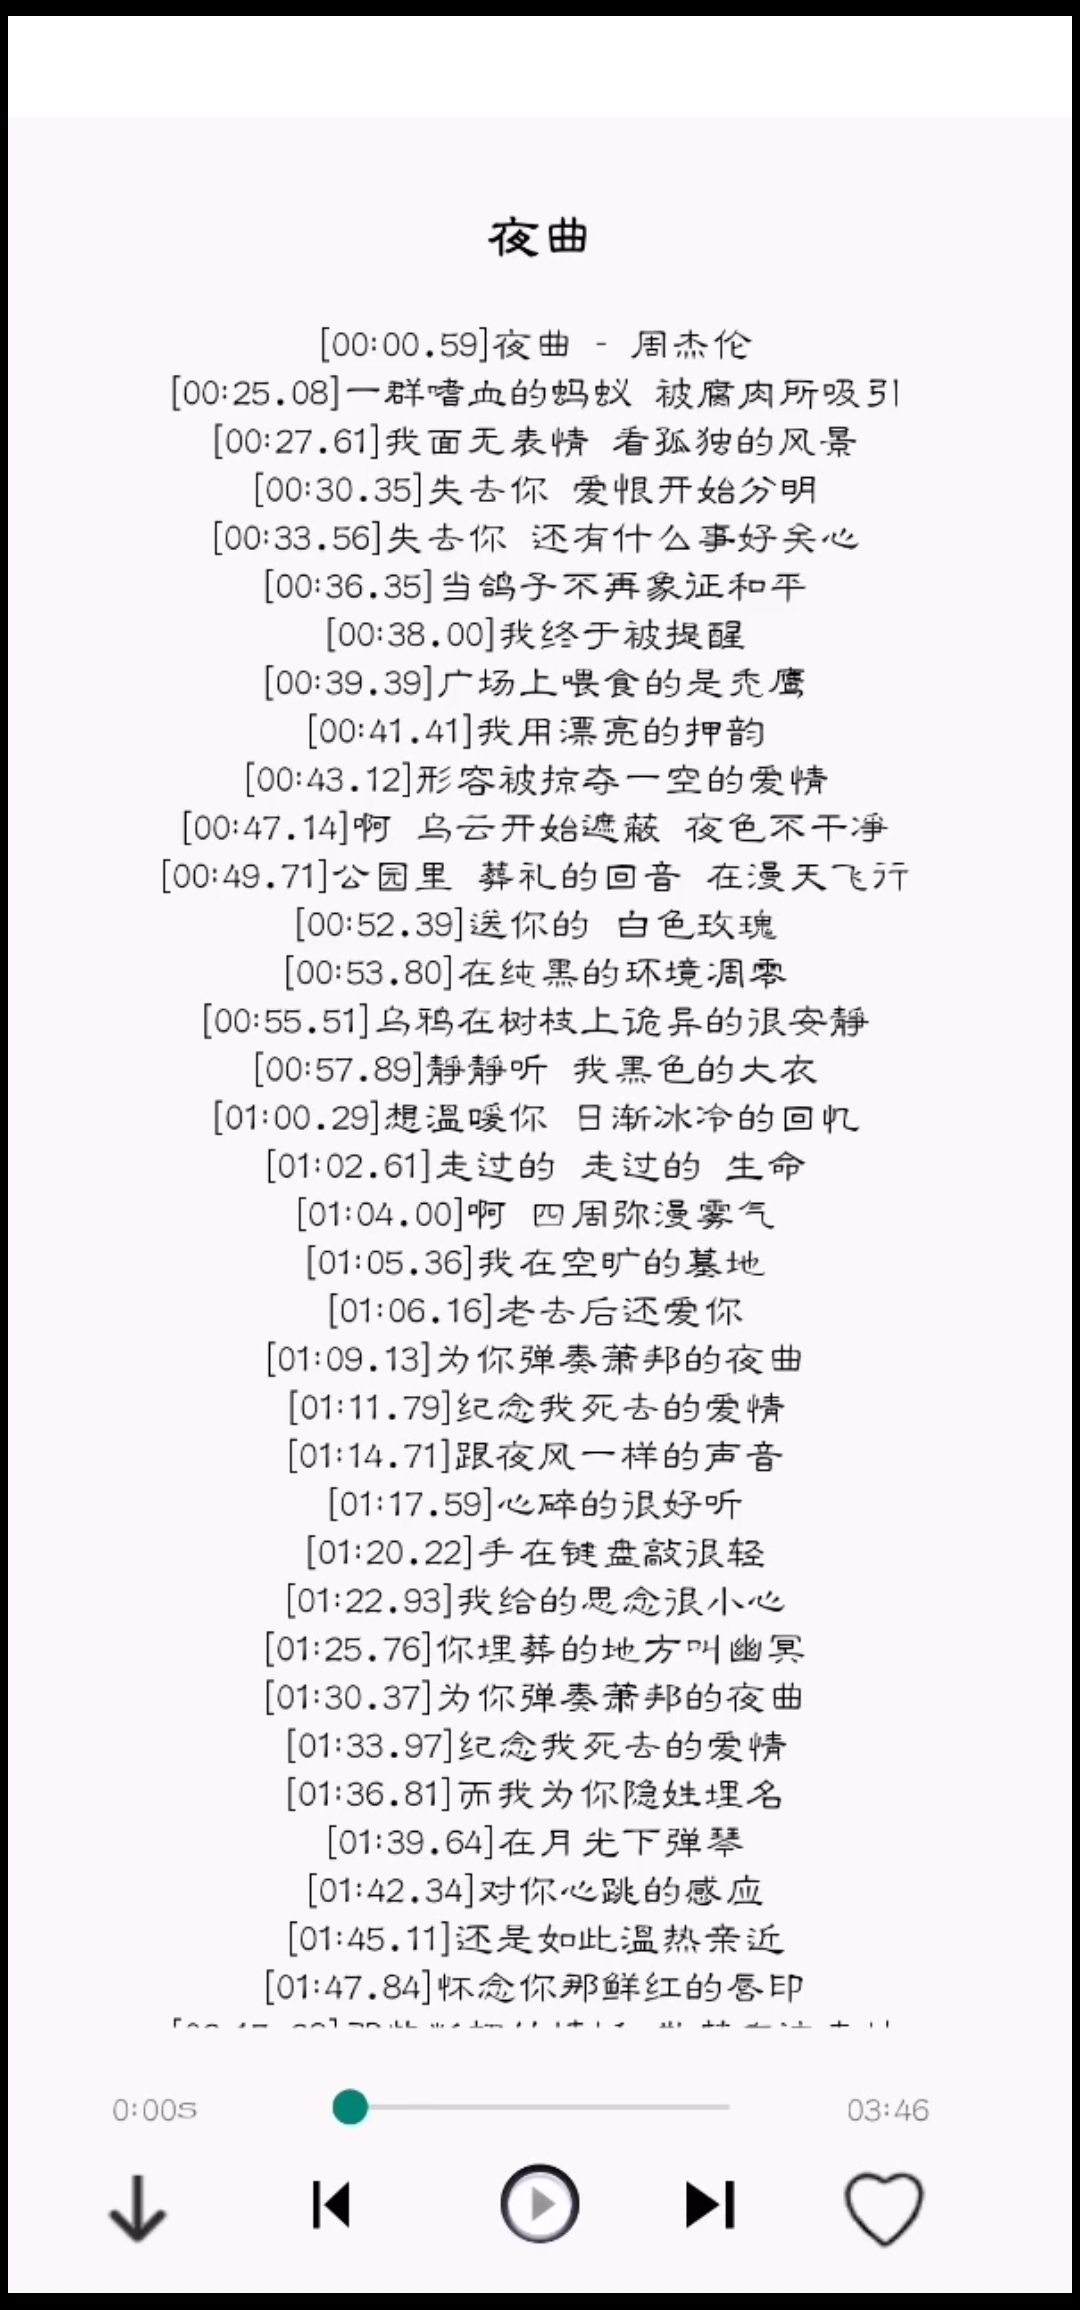 夜曲
[00:00.59]夜曲 - 周杰伦
[00:25.08]一群嗜血的蚂蚁 被腐肉所吸引
[00:27.61]我面无表情 看孤独的风景
[00:30.35]失去你 爱恨开始分明
[00:33.56]失去你 还有什么事好关心
[00:36.35]当鸽子不再象征和平
[00:38.00]我终于被提醒
[00:39.39]广场上喂食的是秃鹰
[00:41.41]我用漂亮的押韵
[00:43.12]形容被掠夺一空的爱情
[00:47.14]啊 乌云开始遮蔽 夜色不干净
[00:49.71]公园里 葬礼的回音 在漫天飞行
[00:52.39]送你的 白色玫瑰
[00:53.80]在纯黑的环境凋零
[00:55.51]乌鸦在树枝上诡异的很安静
[00:57.89]静静听 我黑色的大衣
[01:00.29]想温暖你 日渐冰冷的回忆
[01:02.61]走过的 走过的 生命
[01:04.00]啊 四周弥漫雾气
[01:05.36]我在空旷的墓地
[01:06.16]老去后还爱你
[01:09.13]为你弹奏萧邦的夜曲
[01:11.79]纪念我死去的爱情
[01:14.71]跟夜风一样的声音
[01:17.59]心碎的很好听
[01:20.22]手在键盘敲很轻
[01:22.93]我给的思念很小心
[01:25.76]你埋葬的地方叫幽冥
[01:30.37]为你弹奏萧邦的夜曲
[01:33.97]纪念我死去的爱情
[01:36.81]而我为你隐姓埋名
[01:39.64]在月光下弹琴
[01:42.34]对你心跳的感应
[01:45.11]还是如此温热亲近
[01:47.84]怀念你那鲜红的唇印
0:00s
03:46